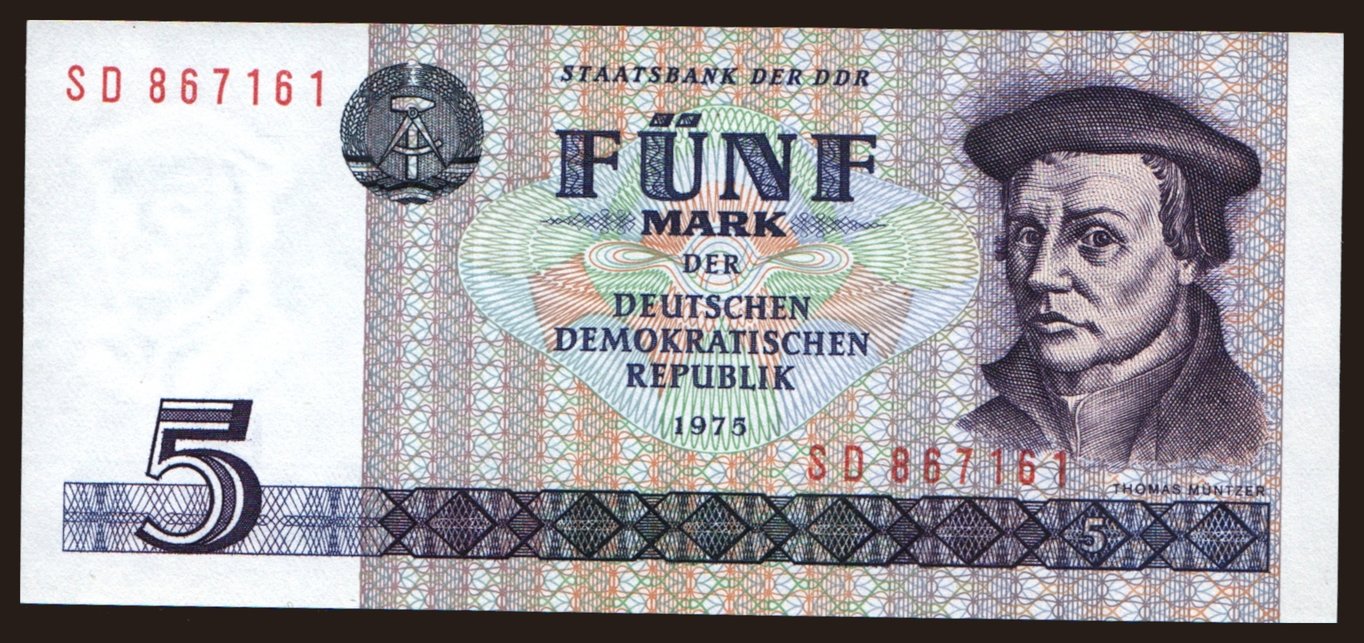 SD 867161
STAATSBANK DER DDR
FÜNF
MARK
DER
DEUTSCHEN
DEMOKRATISCHEN
REPUBLIK
1975
SD 867161
THOMAS MÜNTZER
5
5